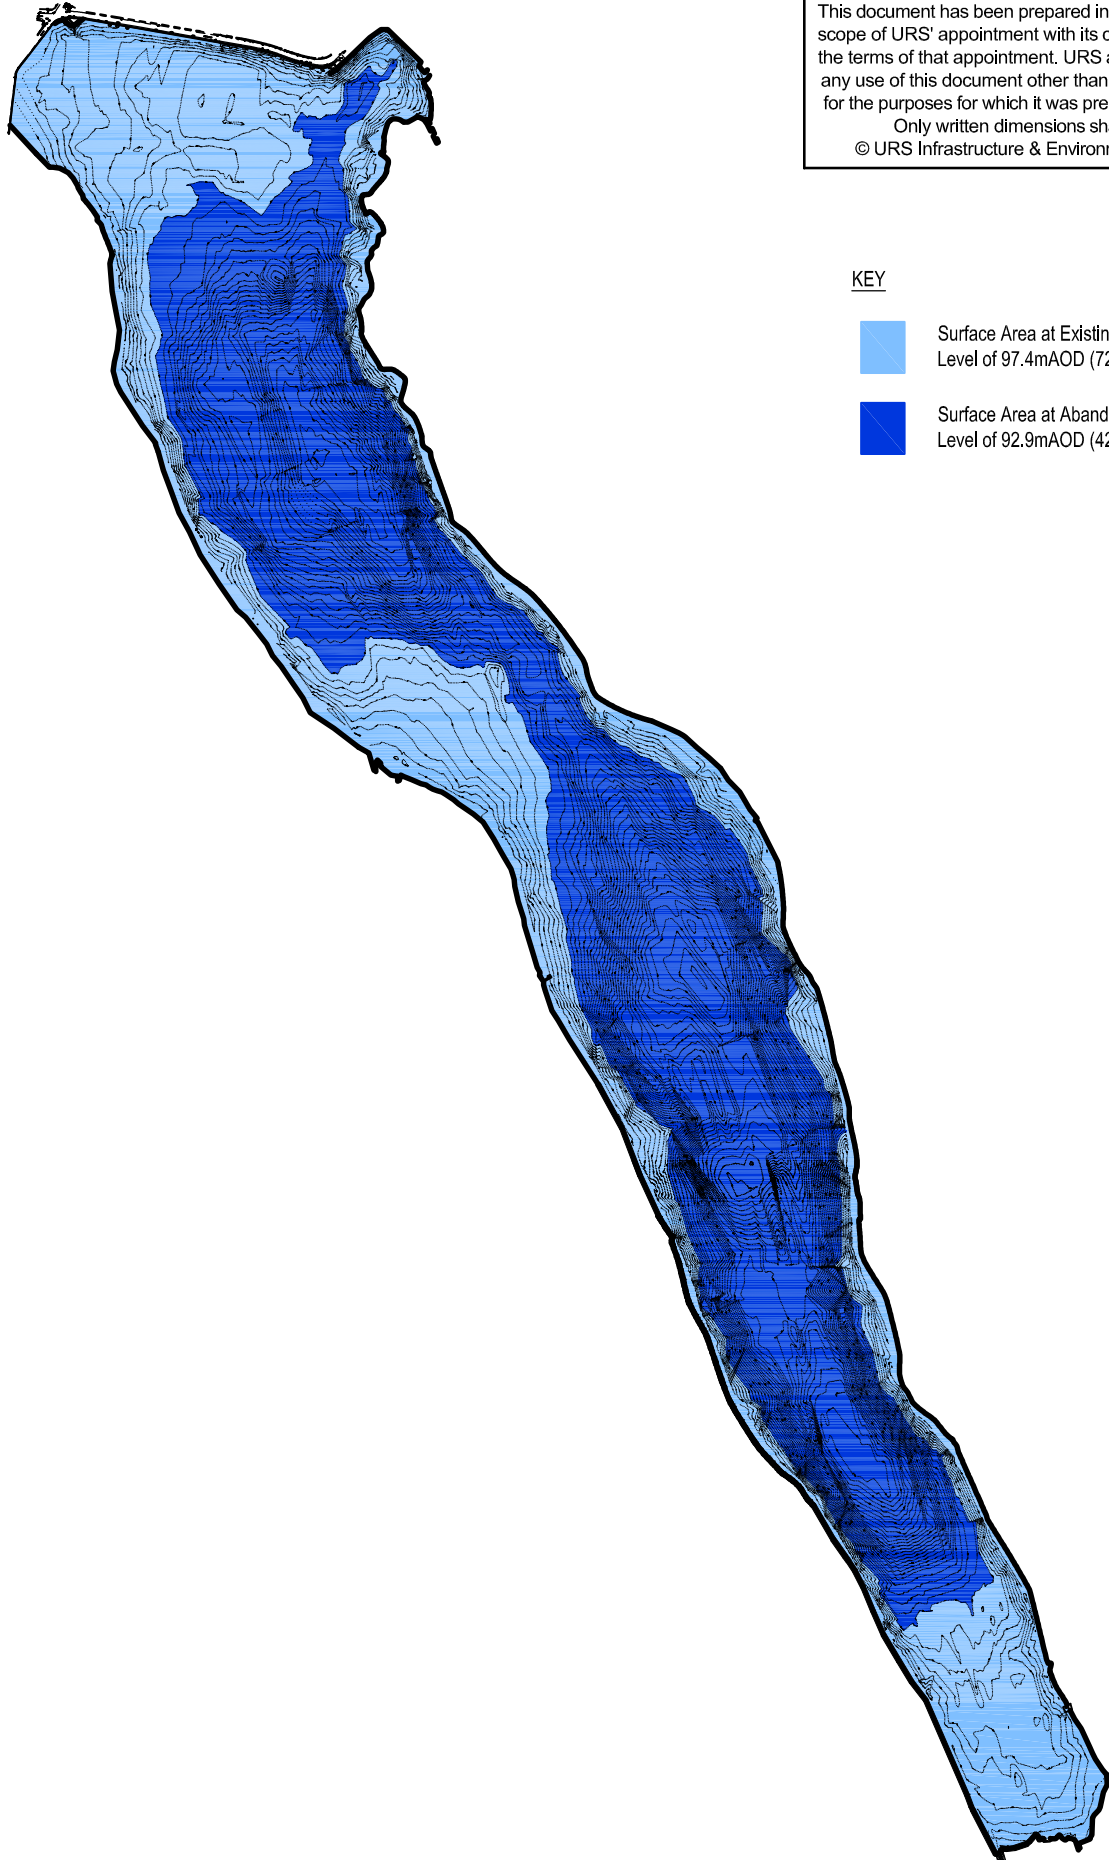 This document has been prepared in
scope of URS' appointment with its
the terms of that appointment. URS
any use of this document other than
for the purposes for which it was
Only written dimensions
© URS Infrastructure &
KEY
Surface Area at
Level of 97.4mAOD
Surface Area at
Level of 92.9mAOD